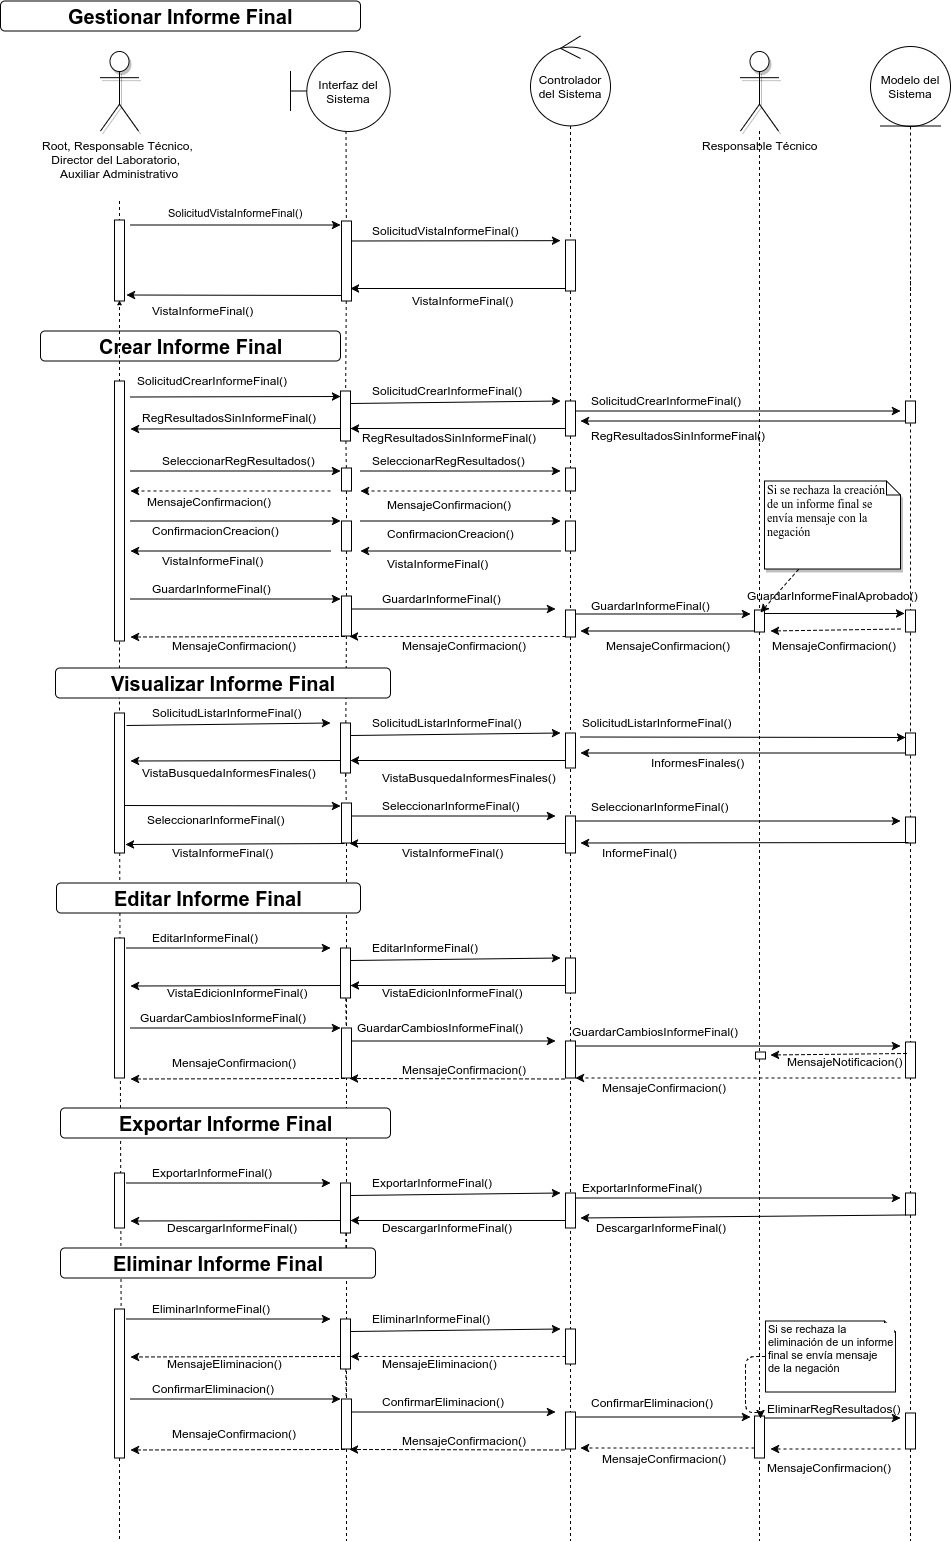 Gestionar Informe Final
Interfaz del
Sistema
Controlador
del Sistema
Modelo del
Sistema
Root, Responsable Técnico,
Director del Laboratorio,
Auxiliar Administrativo
Responsable Técnico
SolicitudVistaInformeFinal()
SolicitudVistaInformeFinal()
VistaInformeFinal()
VistaInformeFinal()
Crear Informe Final
SolicitudCrearInformeFinal()
SolicitudCrearInformeFinal()
SolicitudCrearInformeFinal()
RegResultadosSinInformeFinal()
RegResultadosSinInformeFinal()
RegResultadosSinInformeFinal()
SeleccionarRegResultados()
SeleccionarRegResultados()
MensajeConfirmacion()
MensajeConfirmacion()
Si se rechaza la creación
de un informe final se
envía mensaje con la
negación
ConfirmacionCreacion()
ConfirmacionCreacion()
VistaInformeFinal()
VistaInformeFinal()
GuardarInformeFinal()
GuardarInformeFinal()
GuardarInformeFinal()
GuardarInformeFinalAprobado()
MensajeConfirmacion()
MensajeConfirmacion()
MensajeConfirmacion()
MensajeConfirmacion()
Visualizar Informe Final
SolicitudListarInformeFinal()
SolicitudListarInformeFinal()
SolicitudListarInformeFinal()
VistaBusquedaInformesFinales()
VistaBusquedaInformesFinales()
InformesFinales()
SeleccionarInformeFinal()
SeleccionarInformeFinal()
SeleccionarInformeFinal()
VistaInformeFinal()
VistaInformeFinal()
InformeFinal()
Editar Informe Final
EditarInformeFinal()
EditarInformeFinal()
VistaEdicionInformeFinal()
VistaEdicionInformeFinal()
GuardarCambiosInformeFinal()
GuardarCambiosInformeFinal()
GuardarCambiosInformeFinal()
MensajeNotificacion()
MensajeConfirmacion()
MensajeConfirmacion()
MensajeConfirmacion()
Exportar Informe Final
ExportarInformeFinal()
ExportarInformeFinal()
ExportarInformeFinal()
DescargarInformeFinal()
DescargarInformeFinal()
DescargarInformeFinal()
Eliminar Informe Final
EliminarInformeFinal()
EliminarInformeFinal()
MensajeEliminacion()
MensajeEliminacion()
Si se rechaza la
eliminación de un informe
final se envía mensaje
de la negación
ConfirmarEliminacion()
ConfirmarEliminacion()
ConfirmarEliminacion()
EliminarRegResultados()
MensajeConfirmacion()
MensajeConfirmacion()
MensajeConfirmacion()
MensajeConfirmacion()